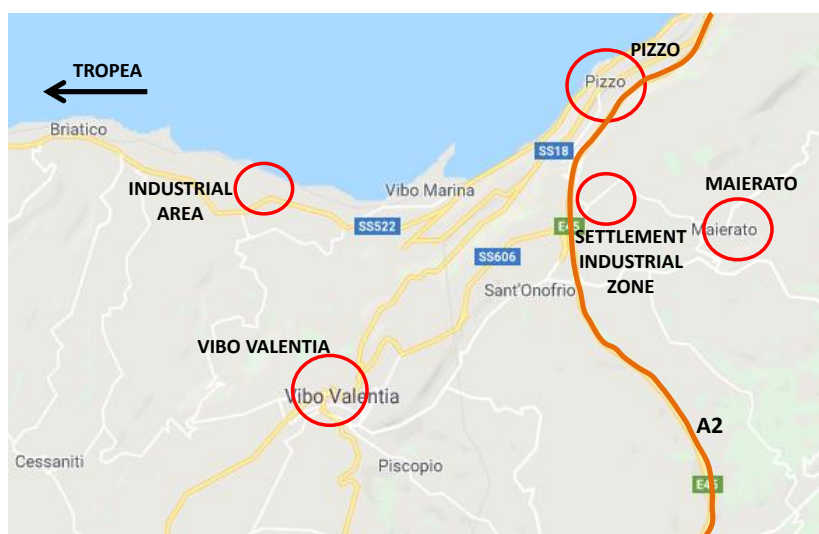 PIZZO
TROPEA
Pizzo
Briatico
SS18
INDUSTRIAL
AREA
Vibo Marina
MAIERATO
SS522
E45
Maierato
SETTLEMENT
INDUSTRIAL
ZONE
SS606
Sant'Onofrio
VIBO VALENTIA
Vibo Valentia
A2
Cessaniti
Piscopio
E45